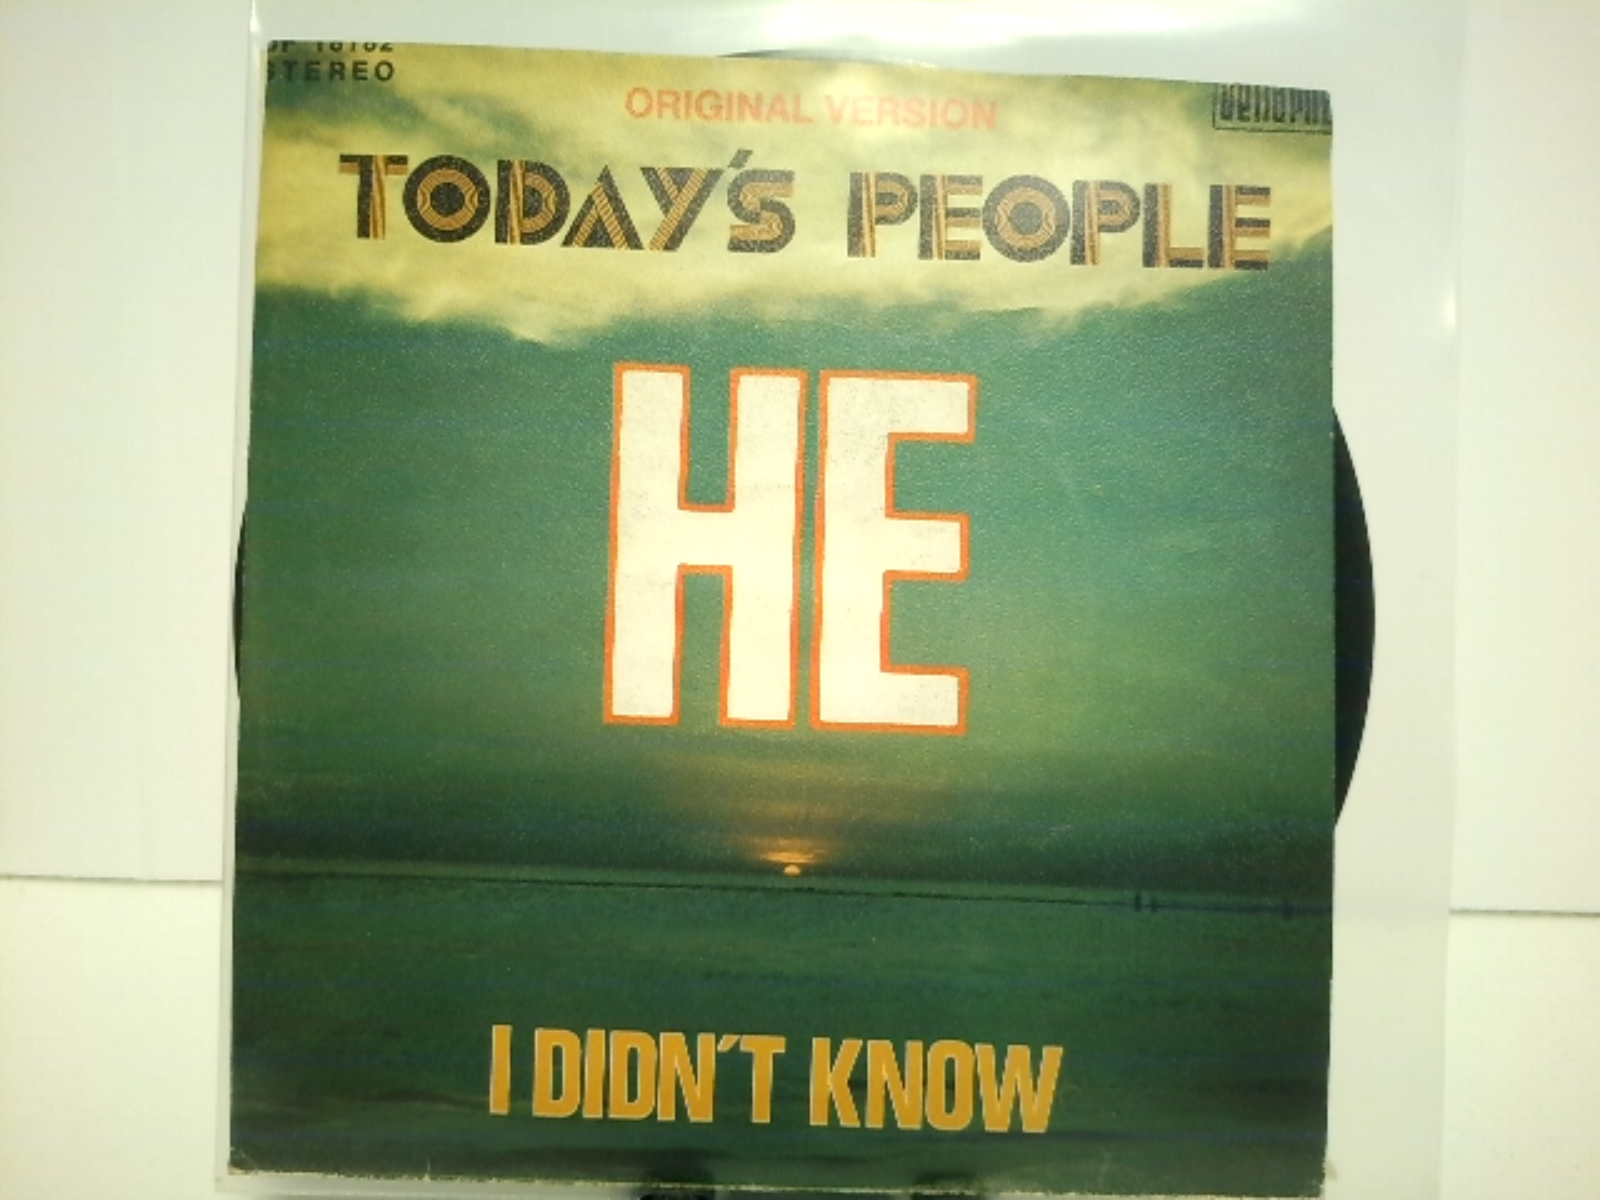 STEREO
ORIGINAL VERSION
TODAY'S PEOPLE
HE
I DIDN'T KNOW